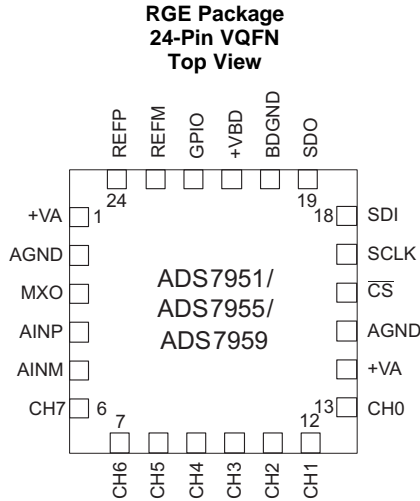 RGE Package
24-Pin VQFN
Top View
REFP
REFM
GPIO
+VBD
BDGND
SDO
24
19
+VA
1
18
SDI
AGND
SCLK
MXO
CS
AINP
AGND
AINM
+VA
CH7
6
13
CH0
ADS7951/
ADS7955/
ADS7959
7
12
CH6
CH5
CH4
CH3
CH2
CH1